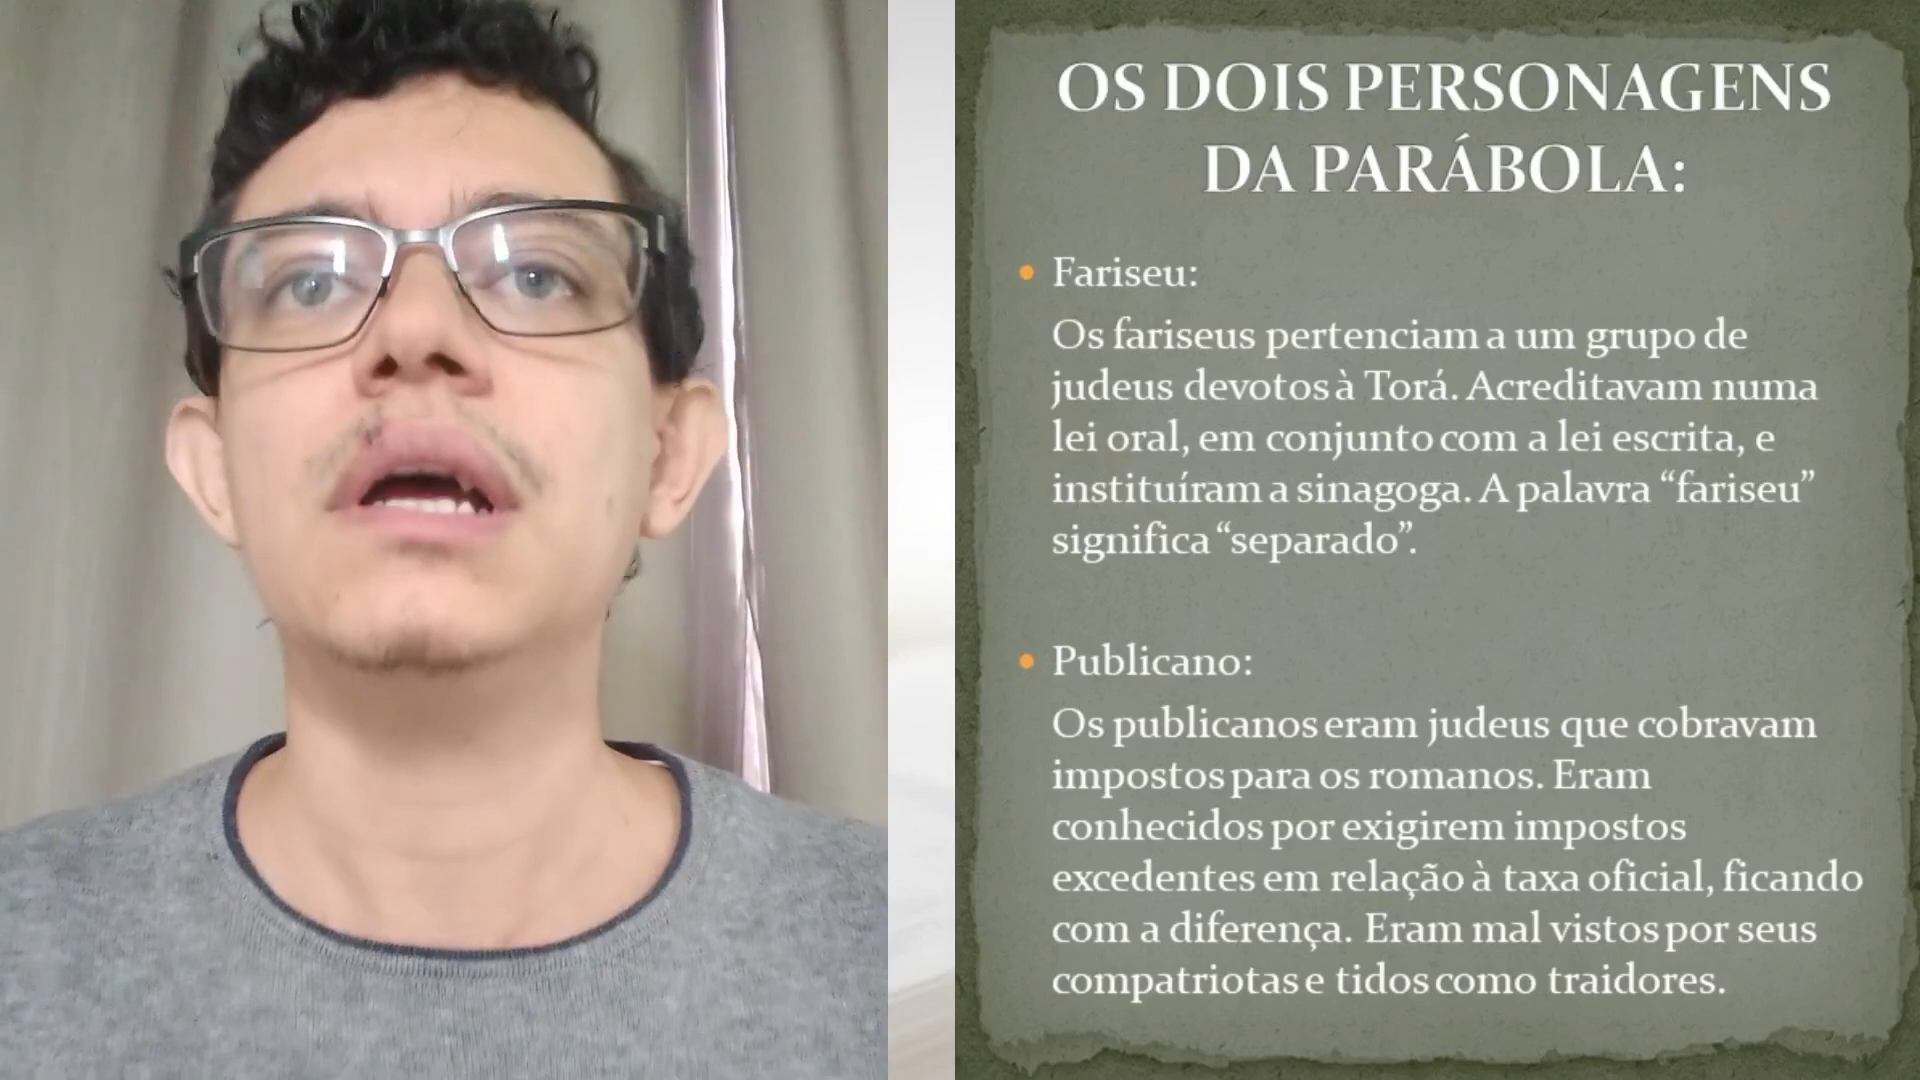 OS DOIS PERSONAGENS
DA PARÁBOLA:
• Fariseu:
Os fariseus pertenciam a um grupo de
judeus devotos à Torá. Acreditavam numa
lei oral, em conjunto com a lei escrita, e
instituíram a sinagoga. A palavra “fariseu”
significa “separado”.
• Publicano:
Os publicanos eram judeus que cobravam
impostos para os romanos. Eram
conhecidos por exigirem impostos
excedentes em relação à taxa oficial, ficando
com a diferença. Eram mal vistos por seus
compatriotas e tidos como traidores.